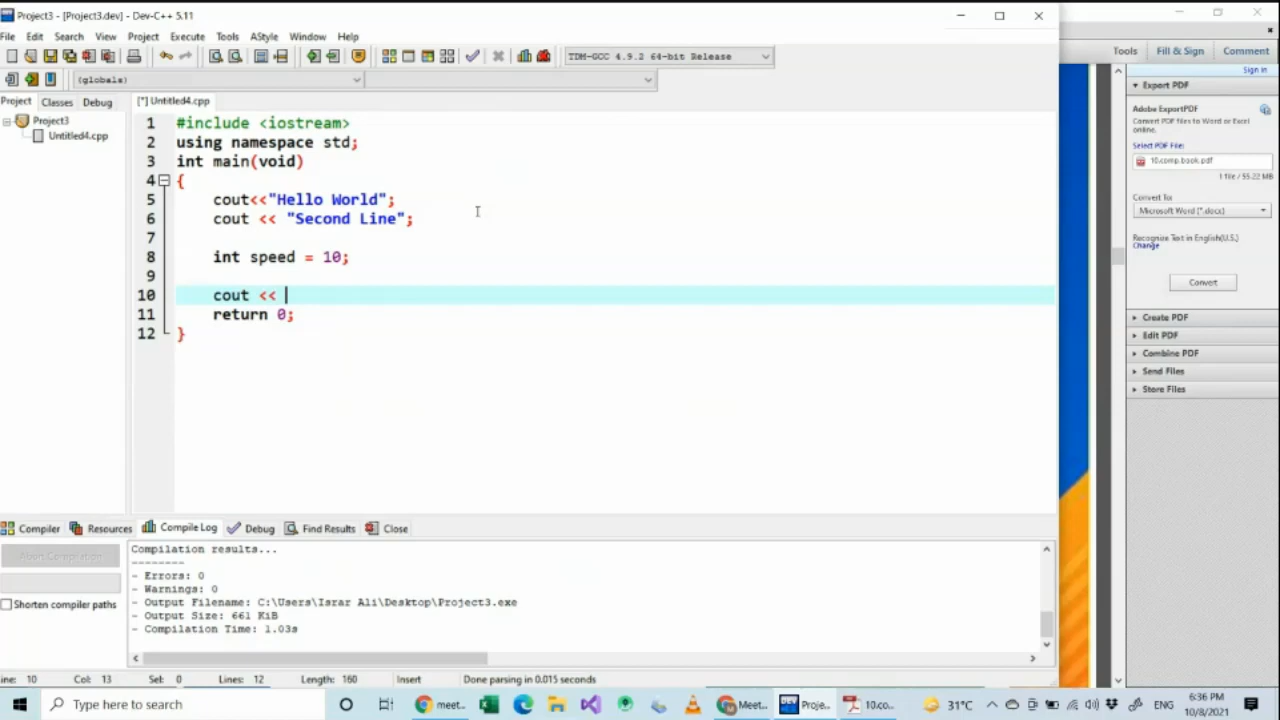 Project3 - [Project3.dev] - Dev-C++ 5.11
File Edit Search View Project Execute Tools AStyle Window Help
TDM-GCC 4.9.2 64-bit Release
(globals)
Project Classes Debug
[*] Untitled4.cpp
Project3
Untitled4.cpp
1 #include <iostream>
2 using namespace std;
3 int main(void)
4 {
5 cout<<"Hello World";
6 cout << "Second Line";
7
8 int speed = 10;
9
10 cout <<
11 return 0;
12 }
Compiler Resources Compile Log Debug Find Results Close
Abort Compilation
Shorten compiler paths
Compilation results...
--------
- Errors: 0
- Warnings: 0
- Output Filename: C:\Users\Israr Ali\Desktop\Project3.exe
- Output Size: 661 KiB
- Compilation Time: 1.03s
ine: 10 Col: 13 Sel: 0 Lines: 12 Length: 160 Insert Done parsing in 0.015 seconds
Tools Fill & Sign Comment
Sign In
Export PDF
Adobe ExportPDF
Convert PDF files to Word or Excel
online.
Select PDF File:
10.comp.book.pdf
1 file / 55.22 MB
Convert To:
Microsoft Word (*.docx)
Recognize Text in English(U.S.)
Change
Convert
Create PDF
Edit PDF
Combine PDF
Send Files
Store Files
Type here to search
meet...
Meet...
DEV
Proje...
10.co...
31°C
ENG
6:36 PM
10/8/2021